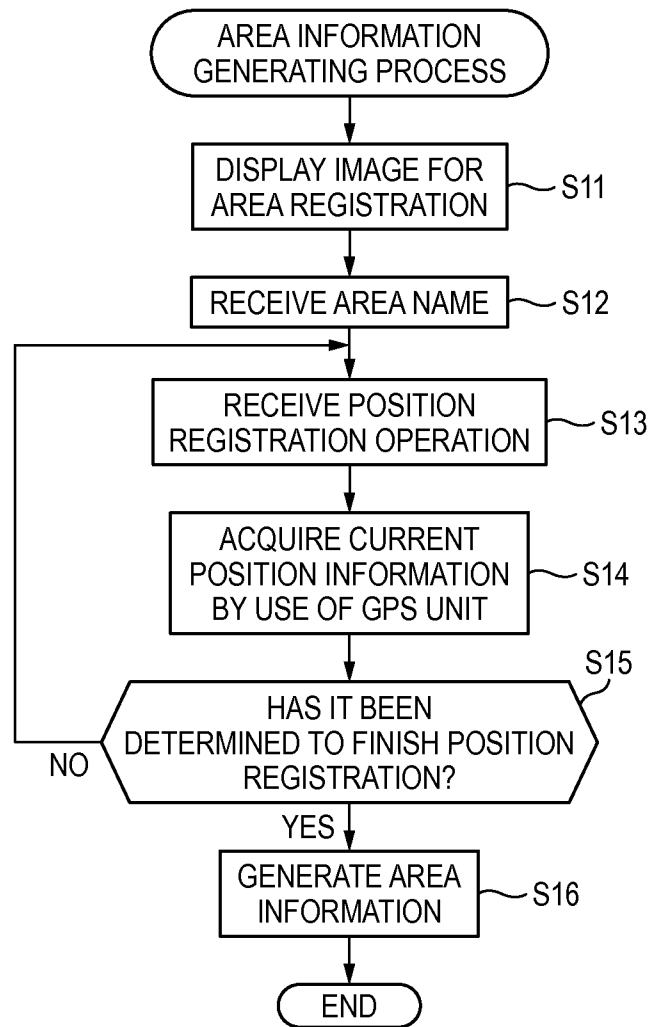 AREA INFORMATION
GENERATING PROCESS
DISPLAY IMAGE FOR
AREA REGISTRATION
S11
RECEIVE AREA NAME
S12
RECEIVE POSITION
REGISTRATION OPERATION
S13
ACQUIRE CURRENT
POSITION INFORMATION
BY USE OF GPS UNIT
S14
S15
HAS IT BEEN
DETERMINED TO FINISH POSITION
REGISTRATION?
NO
YES
GENERATE AREA
INFORMATION
S16
END